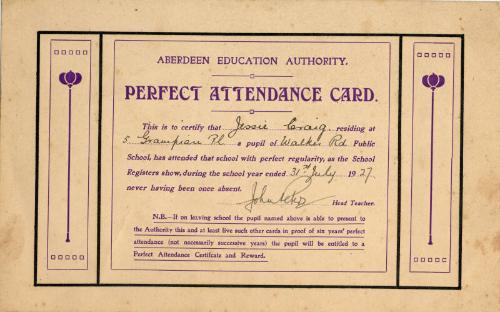 ABERDEEN EDUCATION AUTHORITY.
PERFECT ATTENDANCE CARD.
This is to certify that Jessie Craig residing at
5. Grampian Pl. a pupil of Walker Rd Public
School, has attended that school with perfect regularity, as the School
Registers show, during the school year ended 31st July 1927.
never having been once absent.
John
Head Teacher.
N.B.—If on leaving school the pupil named above is able to present to
the Authority this and at least five such other cards in proof of six years' perfect
attendance (not necessarily successive years) the pupil will be entitled to a
Perfect Attendance Certifcate and Reward.